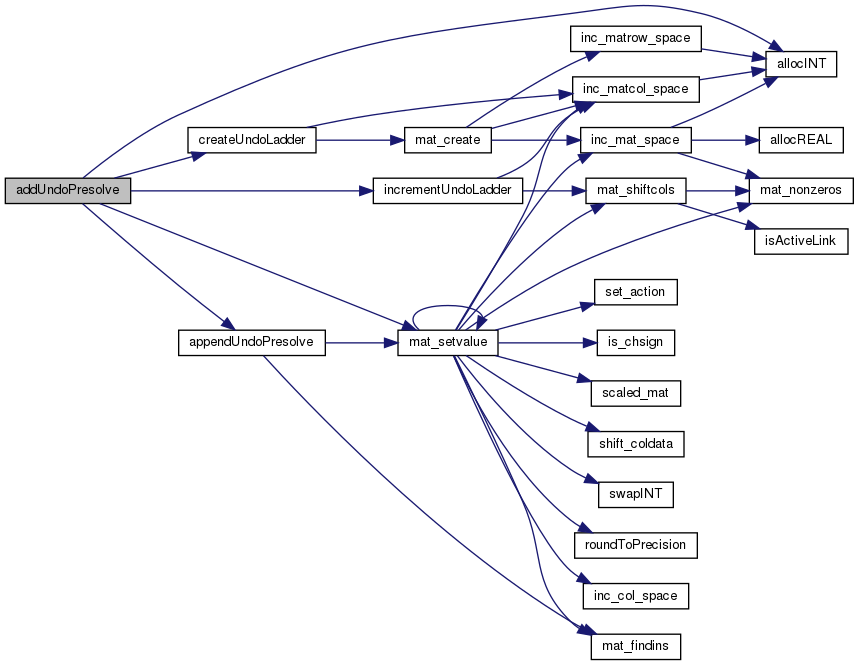 inc_matrow_space
allocINT
inc_matcol_space
createUndoLadder
mat_create
inc_mat_space
allocREAL
addUndoPresolve
incrementUndoLadder
mat_shiftcols
mat_nonzeros
isActiveLink
set_action
appendUndoPresolve
mat_setvalue
is_chsign
scaled_mat
shift_coldata
swapINT
roundToPrecision
inc_col_space
mat_findins